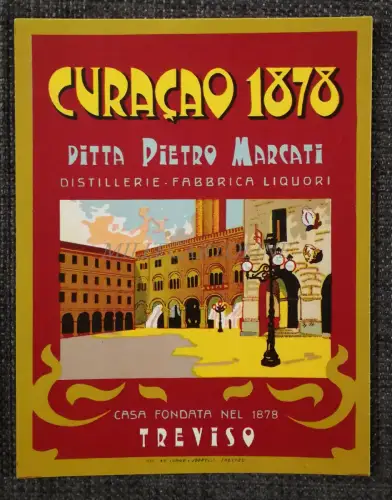 CURAÇAO 1878
DITTA PIETRO MARCATI
DISTILLERIE - FABBRICA LIQUORI
CASA FONDATA NEL 1878
TREVISO